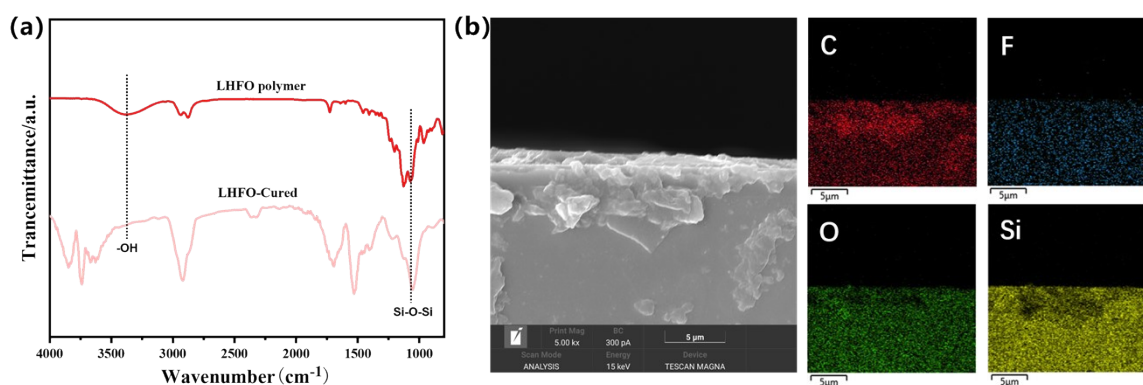 (a)
Trancemittance/a.u.
LHFO polymer
LHFO-Cured
-OH
Si-O-Si
4000 3500 3000 2500 2000 1500 1000
Wavenumber(cm⁻¹)
(b)
Print Mag BC
5.00 kx 300 pA 5 µm
Scan Mode Energy Device
ANALYSIS 15 keV TESCAN MAGNA
C
5µm
F
5µm
O
5µm
Si
5µm